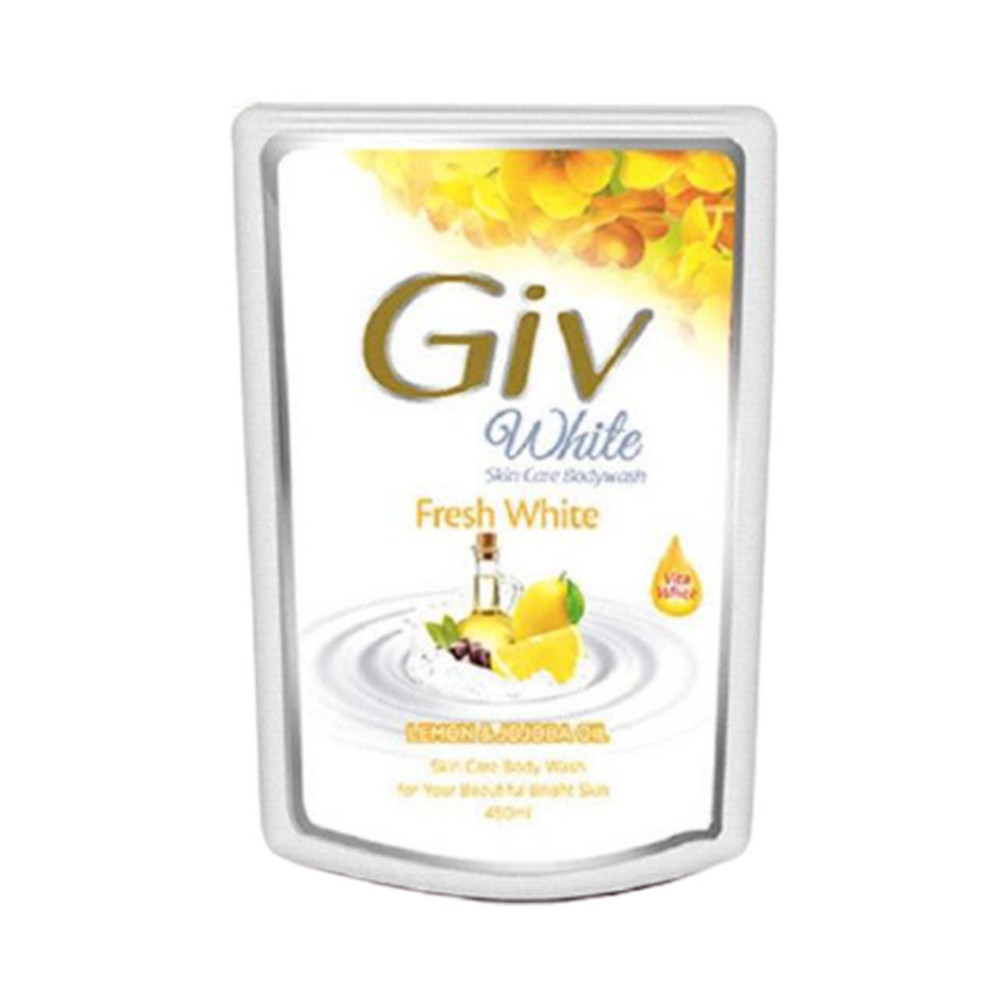 Giv
White
Skin Care Bodywash
Fresh White
Vita
White
LEMON & JOJOBA OIL
Skin Care Body Wash
for Your Beautiful Bright Skin
450ml